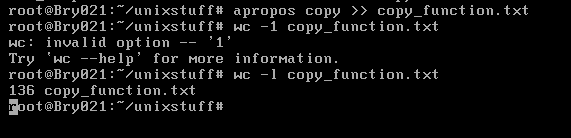 root@Bry021:~/unixstuff# apropos copy >> copy_function.txt
root@Bry021:~/unixstuff# wc -1 copy_function.txt
wc: invalid option -- '1'
Try 'wc --help' for more information.
root@Bry021:~/unixstuff# wc -l copy_function.txt
136 copy_function.txt
root@Bry021:~/unixstuff#